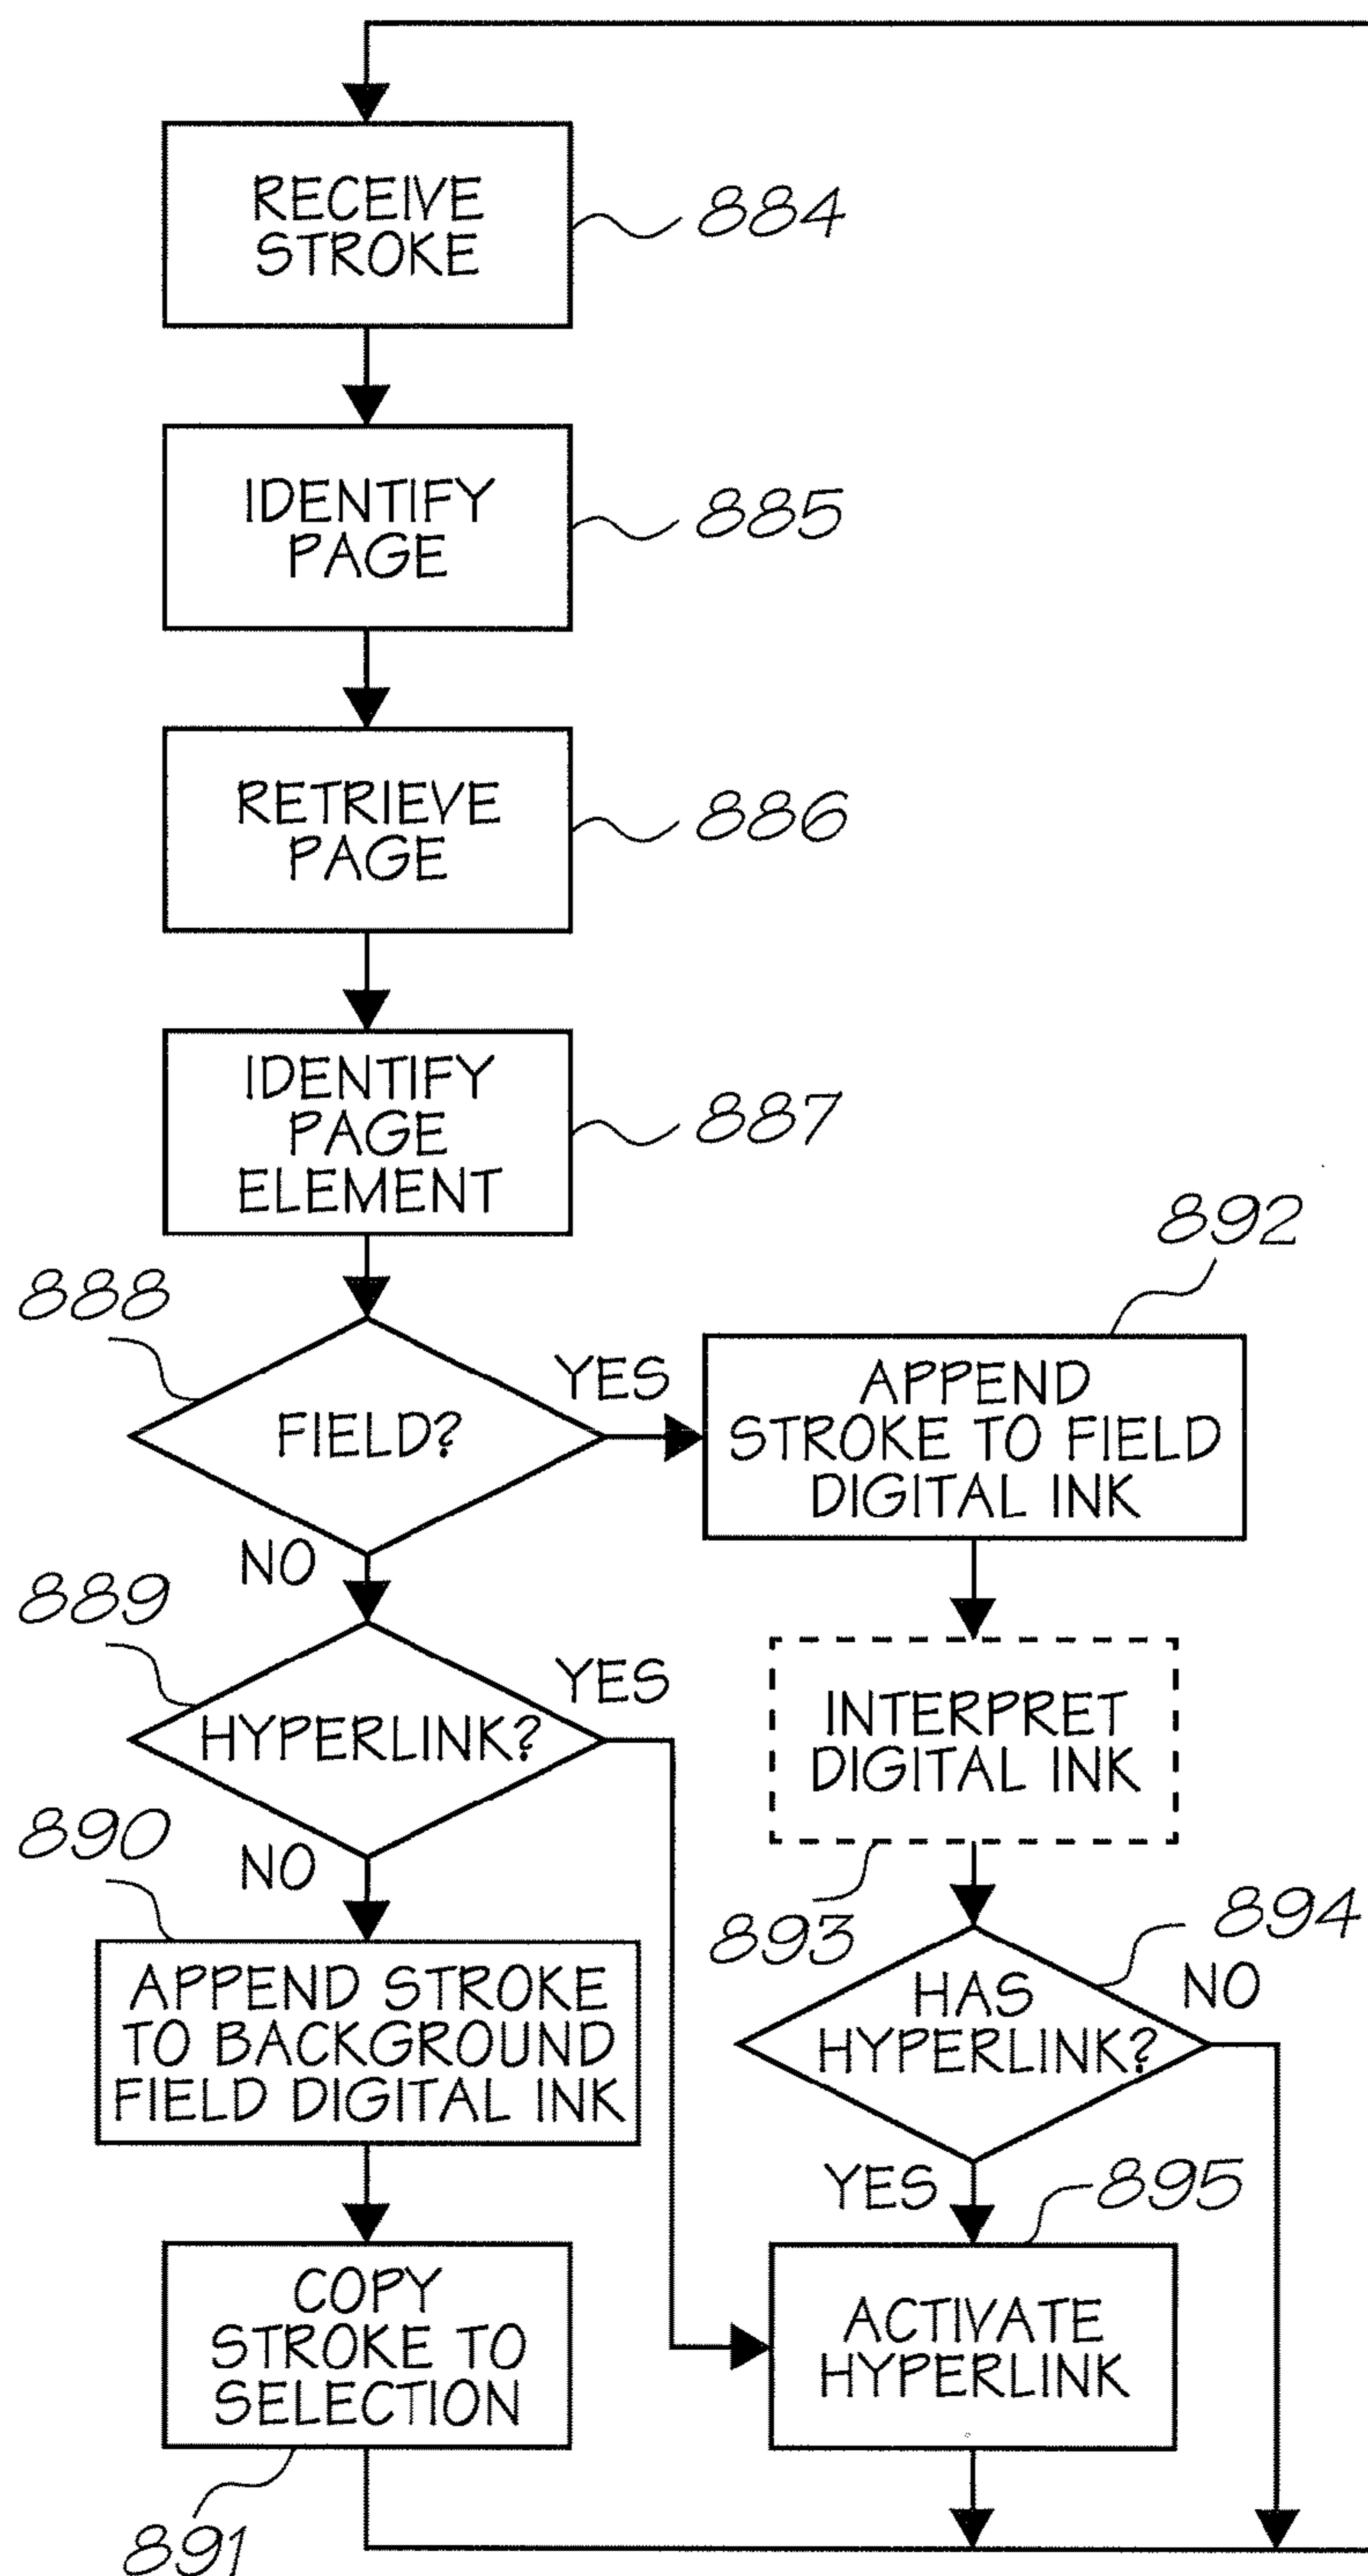 RECEIVE
STROKE
884
IDENTIFY
PAGE
885
RETRIEVE
PAGE
886
IDENTIFY
PAGE
ELEMENT
887
888
FIELD?
YES
NO
892
APPEND
STROKE TO FIELD
DIGITAL INK
889
HYPERLINK?
YES
NO
INTERPRET
DIGITAL INK
893
890
APPEND STROKE
TO BACKGROUND
FIELD DIGITAL INK
894
HAS
HYPERLINK?
NO
YES
895
COPY
STROKE TO
SELECTION
891
ACTIVATE
HYPERLINK